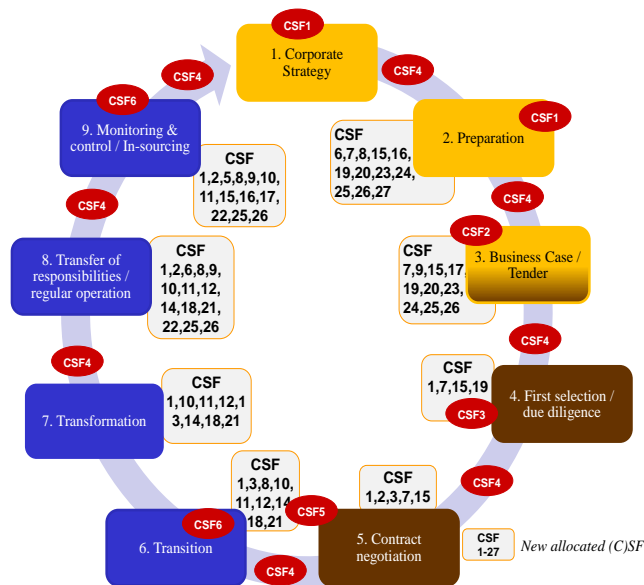 CSF1
1. Corporate
Strategy
CSF4
CSF1
2. Preparation
CSF
6,7,8,15,16,
19,20,23,24,
25,26,27
CSF4
CSF2
3. Business Case /
Tender
CSF
7,9,15,17,
19,20,23,
24,25,26
CSF4
CSF
1,7,15,19
CSF3
4. First selection /
due diligence
CSF4
CSF
1,2,3,7,15
5. Contract
negotiation
CSF
1-27
New allocated (C)SF
CSF5
CSF
1,3,8,10,
11,12,14
18,21
CSF4
CSF6
6. Transition
7. Transformation
CSF
1,10,11,12,1
3,14,18,21
CSF4
8. Transfer of
responsibilities /
regular operation
CSF
1,2,6,8,9,
10,11,12,
14,18,21,
22,25,26
CSF4
CSF6
9. Monitoring &
control / In-sourcing
CSF
1,2,5,8,9,10,
11,15,16,17,
22,25,26
CSF4